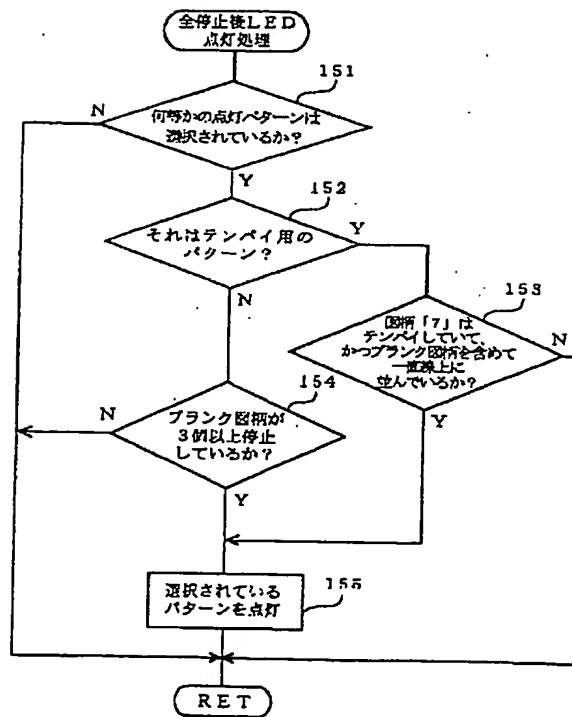 全停止後LED
点灯処理
151
何等かの点灯パターンは
選択されているか?
N
Y
152
それはテンパイ用の
パターン?
Y
N
153
図柄「7」は
テンパイしていて、
かつブランク図柄を含めて
一直線上に
並んでいるか?
N
Y
154
ブランク図柄が
3個以上停止
しているか?
N
Y
155
選択されている
パターンを点灯
RET